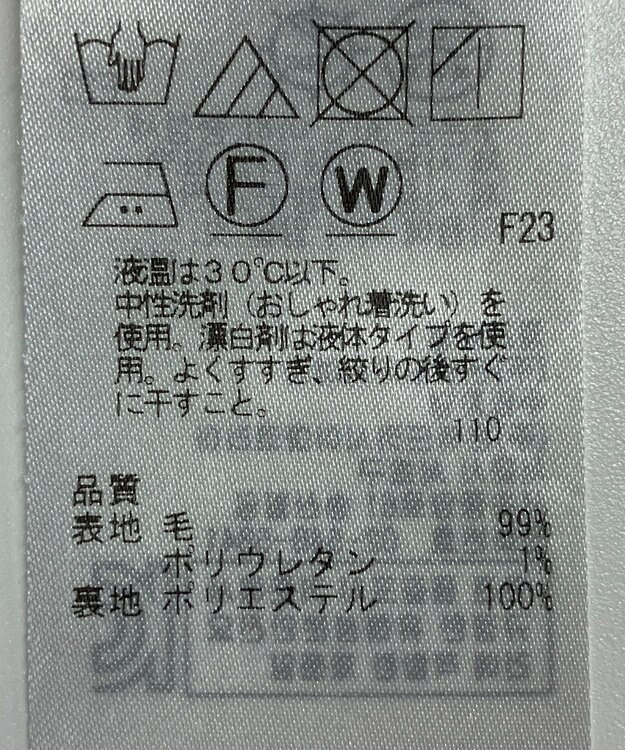 F W
F23
液温は30℃以下。
中性洗剤（おしゃれ着洗い）を
使用。漂白剤は液体タイプを使
用。よくすすぎ、絞りの後すぐ
に干すこと。
110
品質
表地 毛 99%
ポリウレタン 1%
裏地 ポリエステル 100%